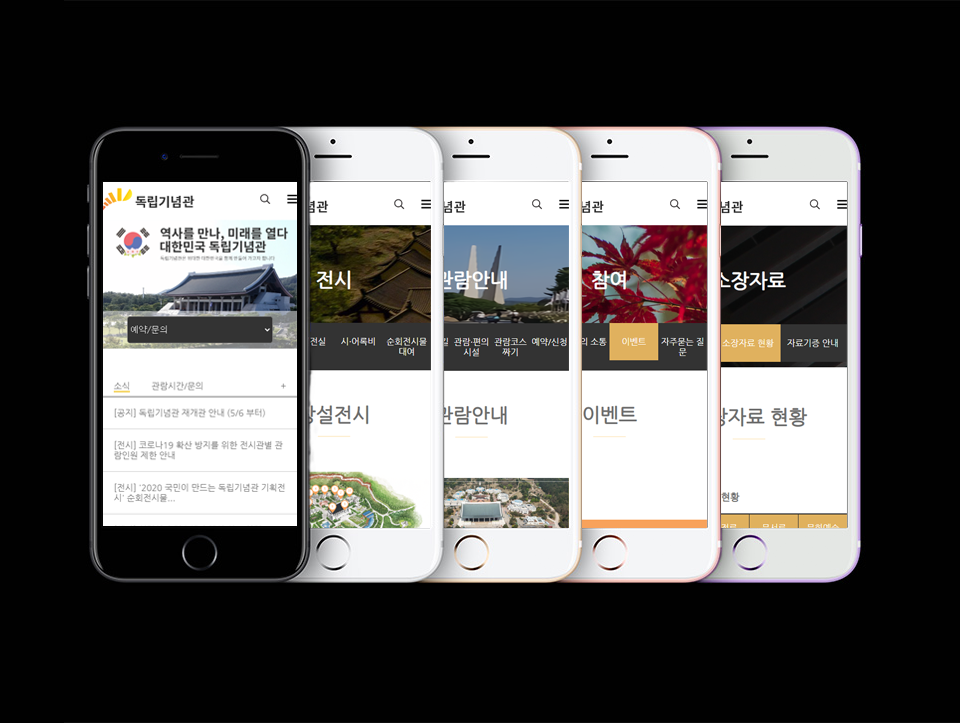 독립기념관
역사를 만나, 미래를 열다
대한민국 독립기념관
예약/문의
소식 관람시간/문의 +
[공지] 독립기념관 재개관 안내 (5/6 부터)
[전시] 코로나19 확산 방지를 위한 전시관별 관
람인원 제한 안내
[전시] '2020 국민이 만드는 독립기념관 기획전
시' 순회전시물...
념관
전시
전실 시·어록비 순회전시물
대여
상설전시
념관
관람안내
관람·편의
시설
관람코스
짜기
예약/신청
관람안내
념관
참여
의 소통 이벤트 자주묻는 질
문
이벤트
념관
소장자료
소장자료 현황 자료기증 안내
장자료 현황
현황